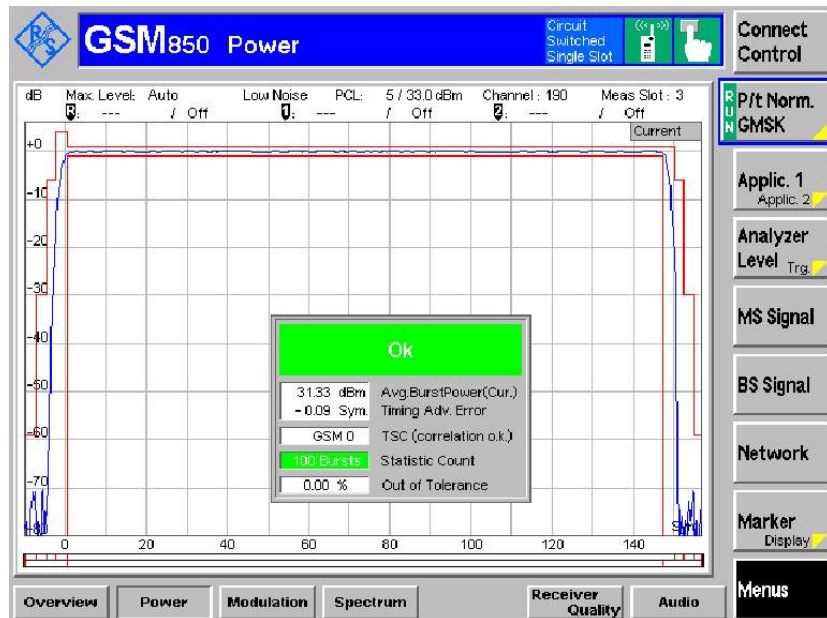 R S
GSM850 Power
Circuit
Switched
Single Slot
Connect
Control
dB Max. Level: Auto Low Noise PCL: 5 / 33.0 dBm Channel : 190 Meas Slot : 3
R: --- / Off 1: --- / Off 2: --- / Off
Current
+0
-10
-20
-30
-40
-50
-60
-70
-80
0 20 40 60 80 100 120 140
Ok
31.33 dBm Avg.BurstPower(Cur.)
- 0.09 Sym. Timing Adv. Error
GSM 0 TSC (correlation o.k.)
100 Bursts Statistic Count
0.00 % Out of Tolerance
RUN
P/t Norm.
GMSK
Applic. 1
Applic. 2
Analyzer
Level Trg.
MS Signal
BS Signal
Network
Marker
Display
Menus
Overview Power Modulation Spectrum Receiver Quality Audio